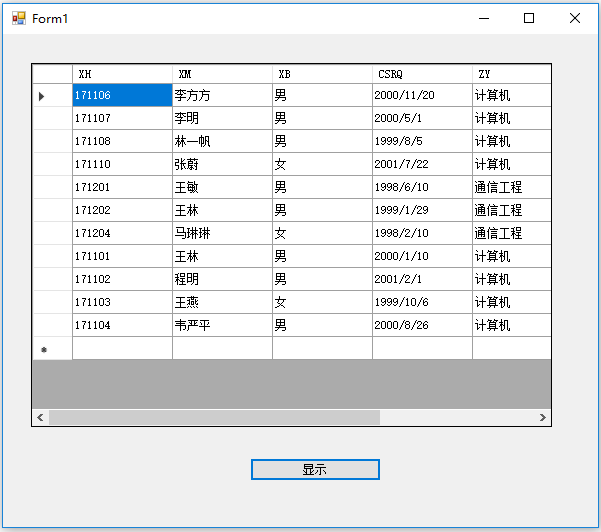 Form1
XH XM XB CSRQ ZY
171106 李方方 男 2000/11/20 计算机
171107 李明 男 2000/5/1 计算机
171108 林一帆 男 1999/8/5 计算机
171110 张蔚 女 2001/7/22 计算机
171201 王敏 男 1998/6/10 通信工程
171202 王林 男 1999/1/29 通信工程
171204 马琳琳 女 1998/2/10 通信工程
171101 王林 男 2000/1/10 计算机
171102 程明 男 2001/2/1 计算机
171103 王燕 女 1999/10/6 计算机
171104 韦严平 男 2000/8/26 计算机
显示